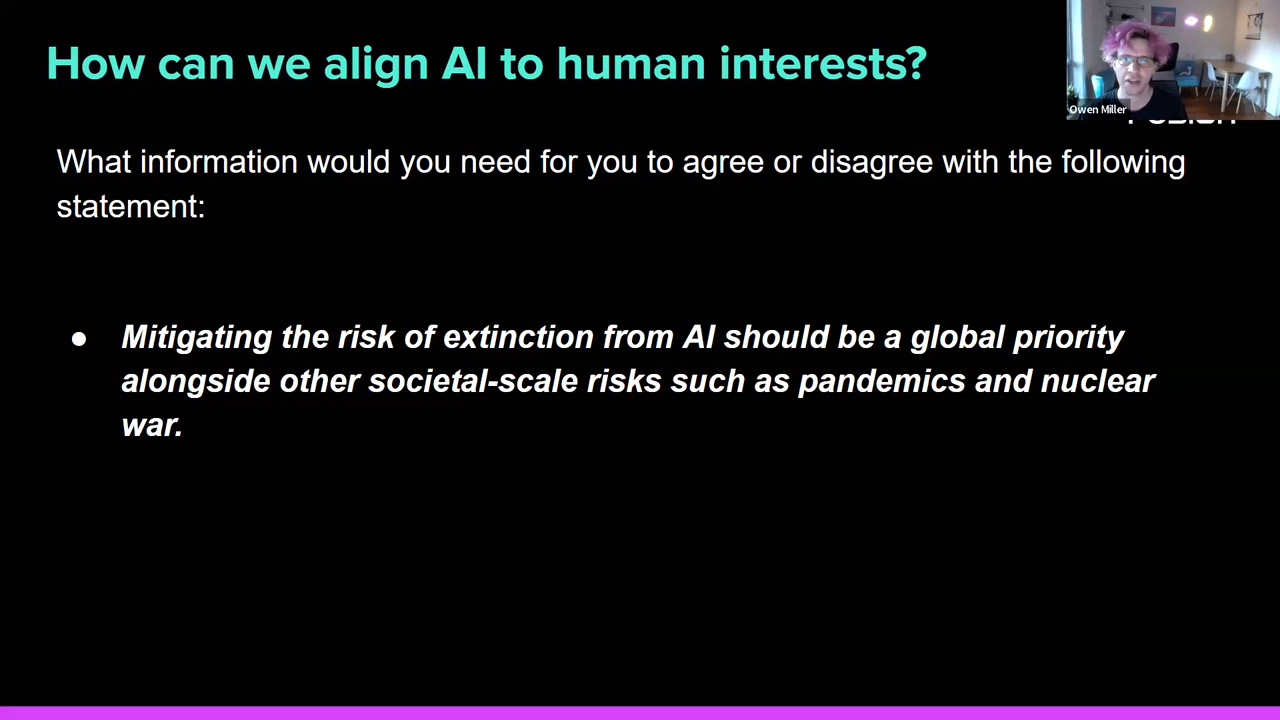 How can we align AI to human interests?
Owen Miller
What information would you need for you to agree or disagree with the following
statement:
● Mitigating the risk of extinction from AI should be a global priority
alongside other societal-scale risks such as pandemics and nuclear
war.